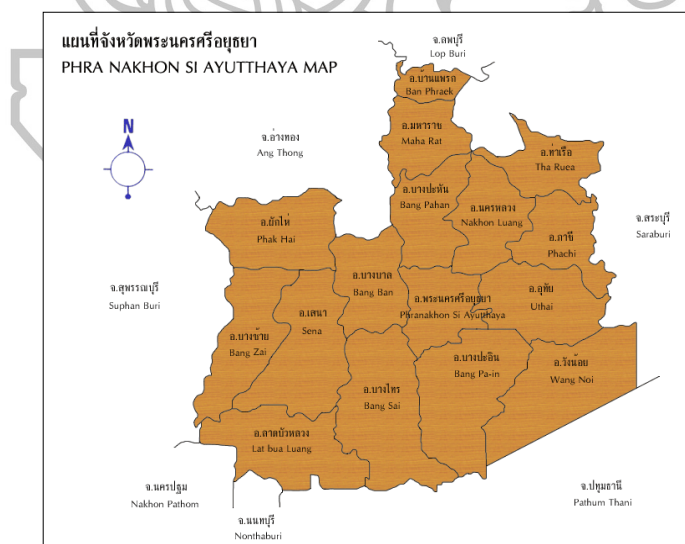 แผนที่จังหวัดพระนครศรีอยุธยา
PHRA NAKHON SI AYUTTHAYA MAP
จ.ลพบุรี
Lop Buri
อ.บ้านแพรก
Ban Phraek
N
จ.อ่างทอง
Ang Thong
อ.มหาราช
Maha Rat
อ.ท่าเรือ
Tha Ruea
อ.บางปะหัน
Bang Pahan
อ.นครหลวง
Nakhon Luang
อ.ผักไห่
Phak Hai
อ.ภาชี
Phachi
จ.สระบุรี
Saraburi
จ.สุพรรณบุรี
Suphan Buri
อ.บางบาล
Bang Ban
อ.พระนครศรีอยุธยา
Phranakhon Si Ayutthaya
อ.อุทัย
Uthai
อ.เสนา
Sena
อ.บางซ้าย
Bang Zai
อ.บางไทร
Bang Sai
อ.บางปะอิน
Bang Pa-in
อ.วังน้อย
Wang Noi
อ.ลาดบัวหลวง
Lat bua Luang
จ.นครปฐม
Nakhon Pathom
จ.นนทบุรี
Nonthaburi
จ.ปทุมธานี
Pathum Thani